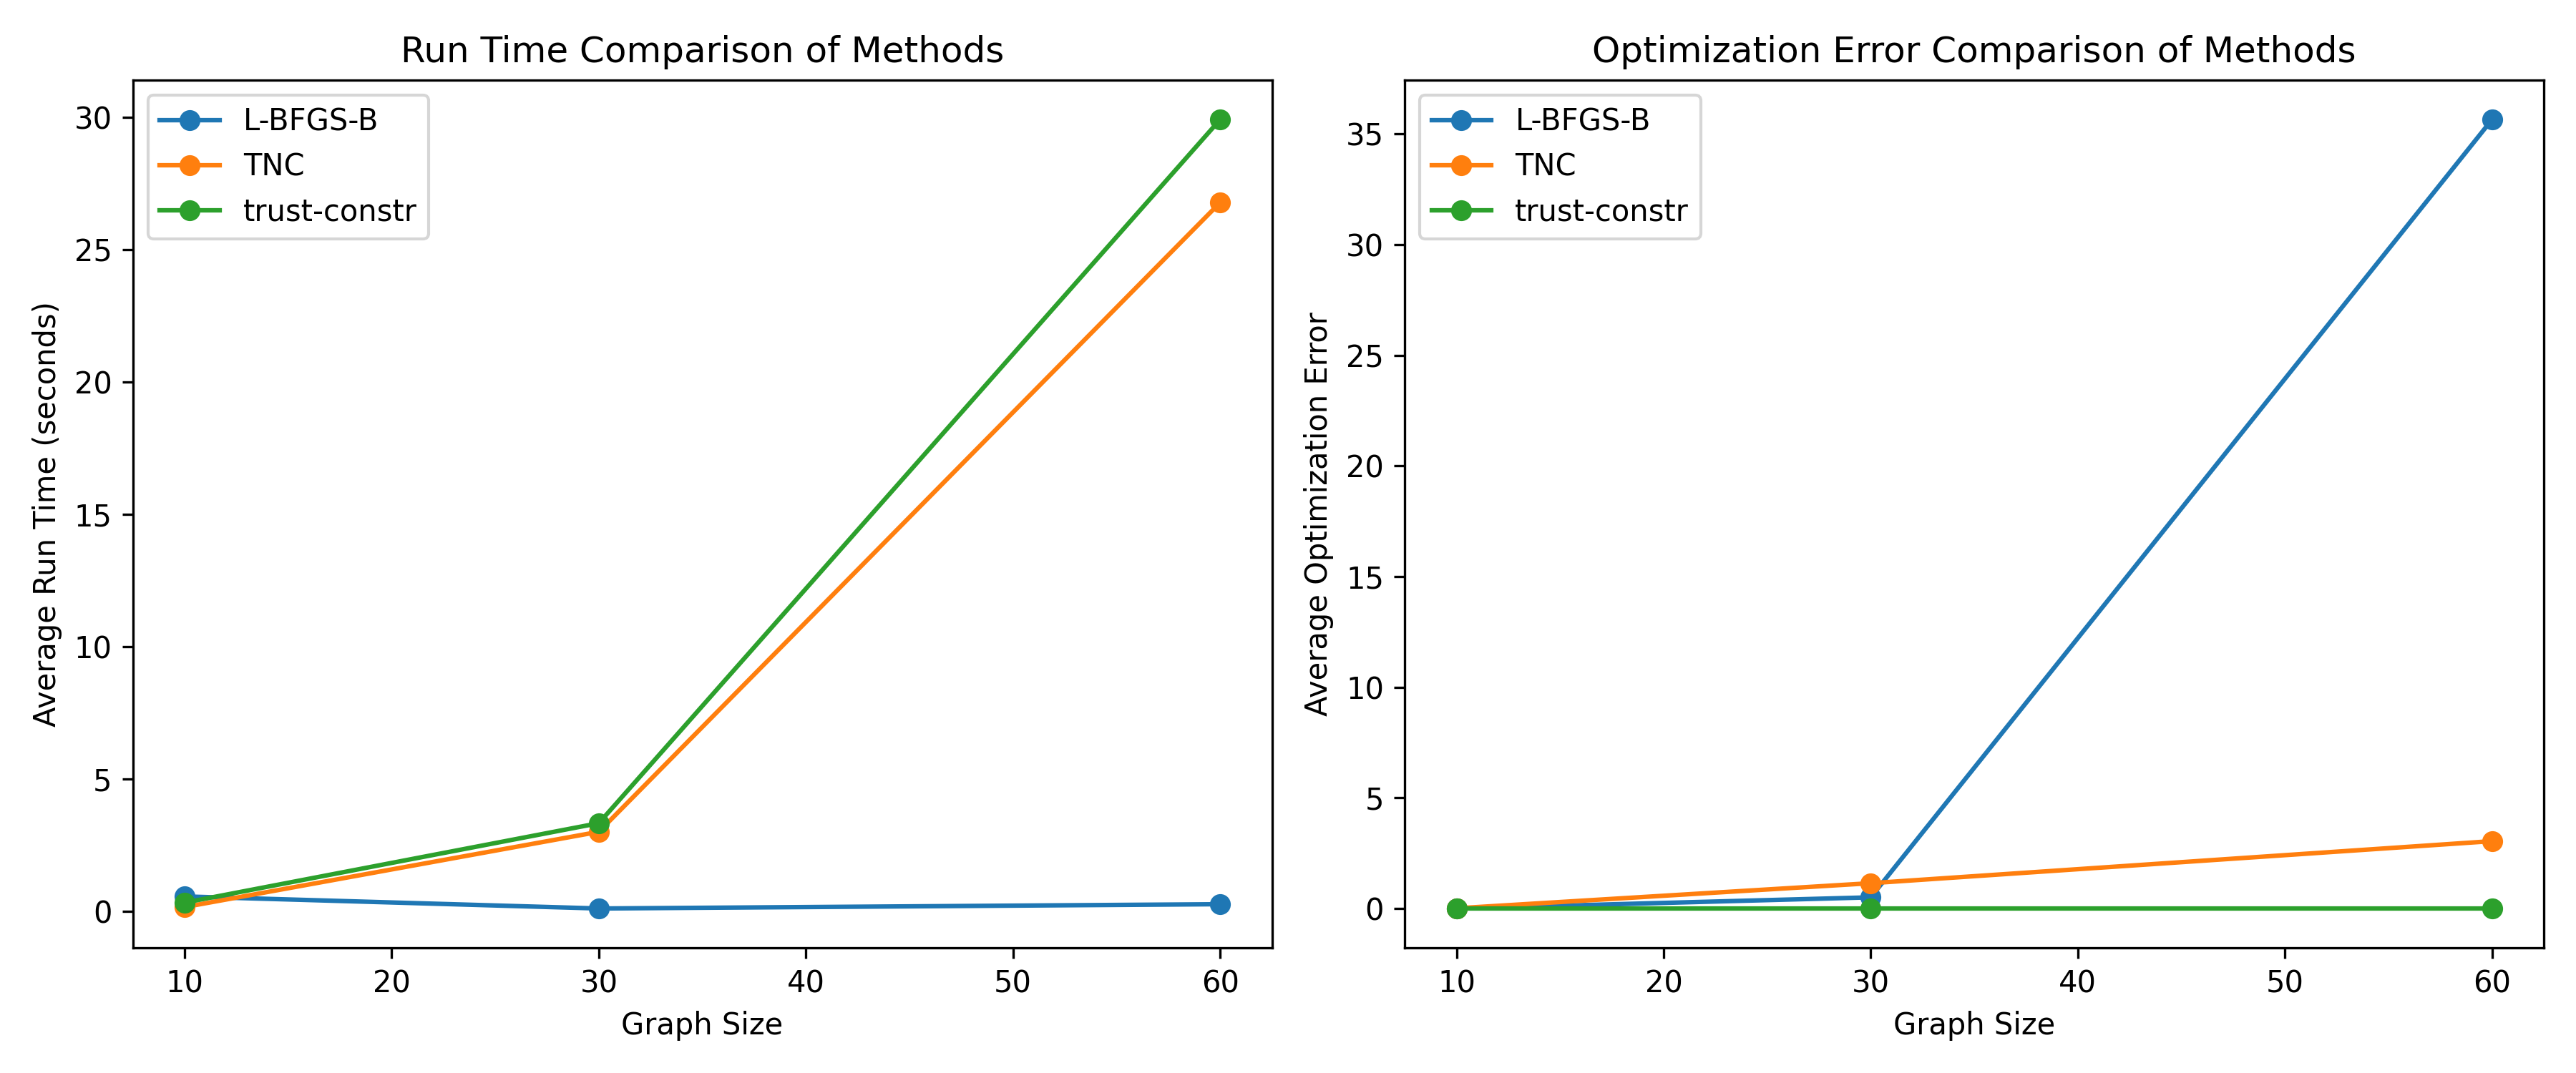 Run Time Comparison of Methods
L-BFGS-B
TNC
trust-constr
30
25
20
15
10
5
0
Average Run Time (seconds)
10
20
30
40
50
60
Graph Size
Optimization Error Comparison of Methods
L-BFGS-B
TNC
trust-constr
35
30
25
20
15
10
5
0
Average Optimization Error
10
20
30
40
50
60
Graph Size